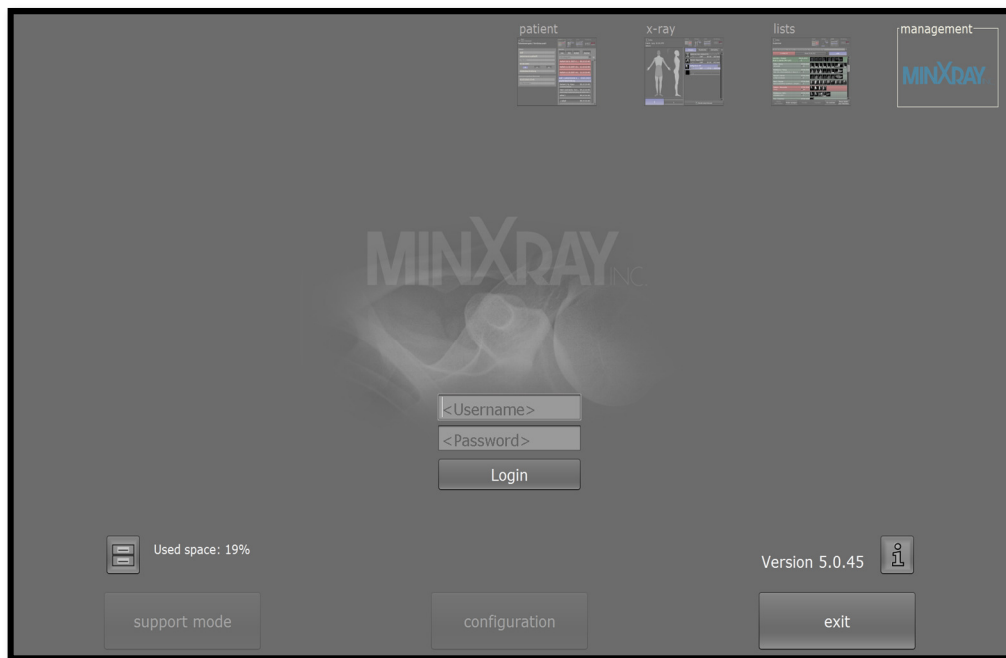 patient
x-ray
lists
management
MINXRAY
MINXRAY INC.
<Username>
<Password>
Login
Used space: 19%
Version 5.0.45
i
support mode
configuration
exit